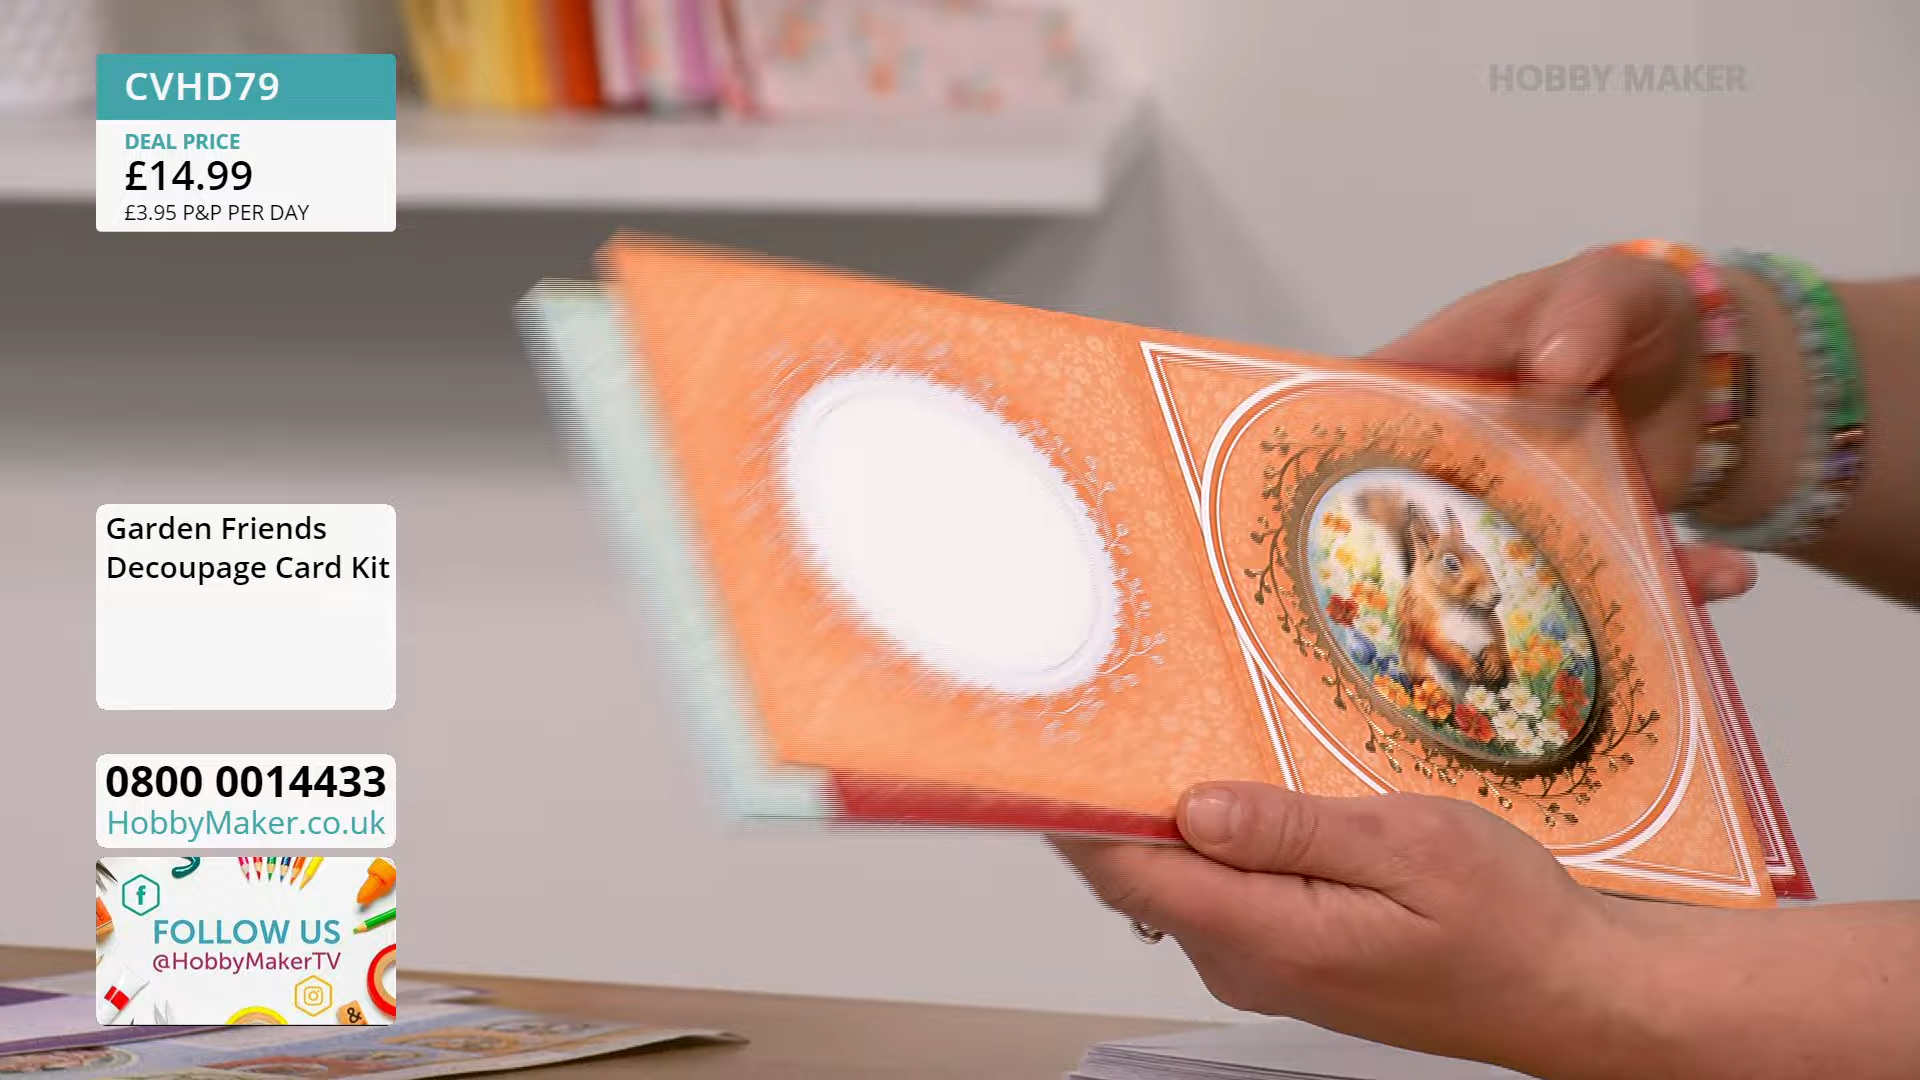 CVHD79
DEAL PRICE
£14.99
£3.95 P&P PER DAY
HOBBY MAKER
Garden Friends
Decoupage Card Kit
0800 0014433
HobbyMaker.co.uk
FOLLOW US
@HobbyMakerTV